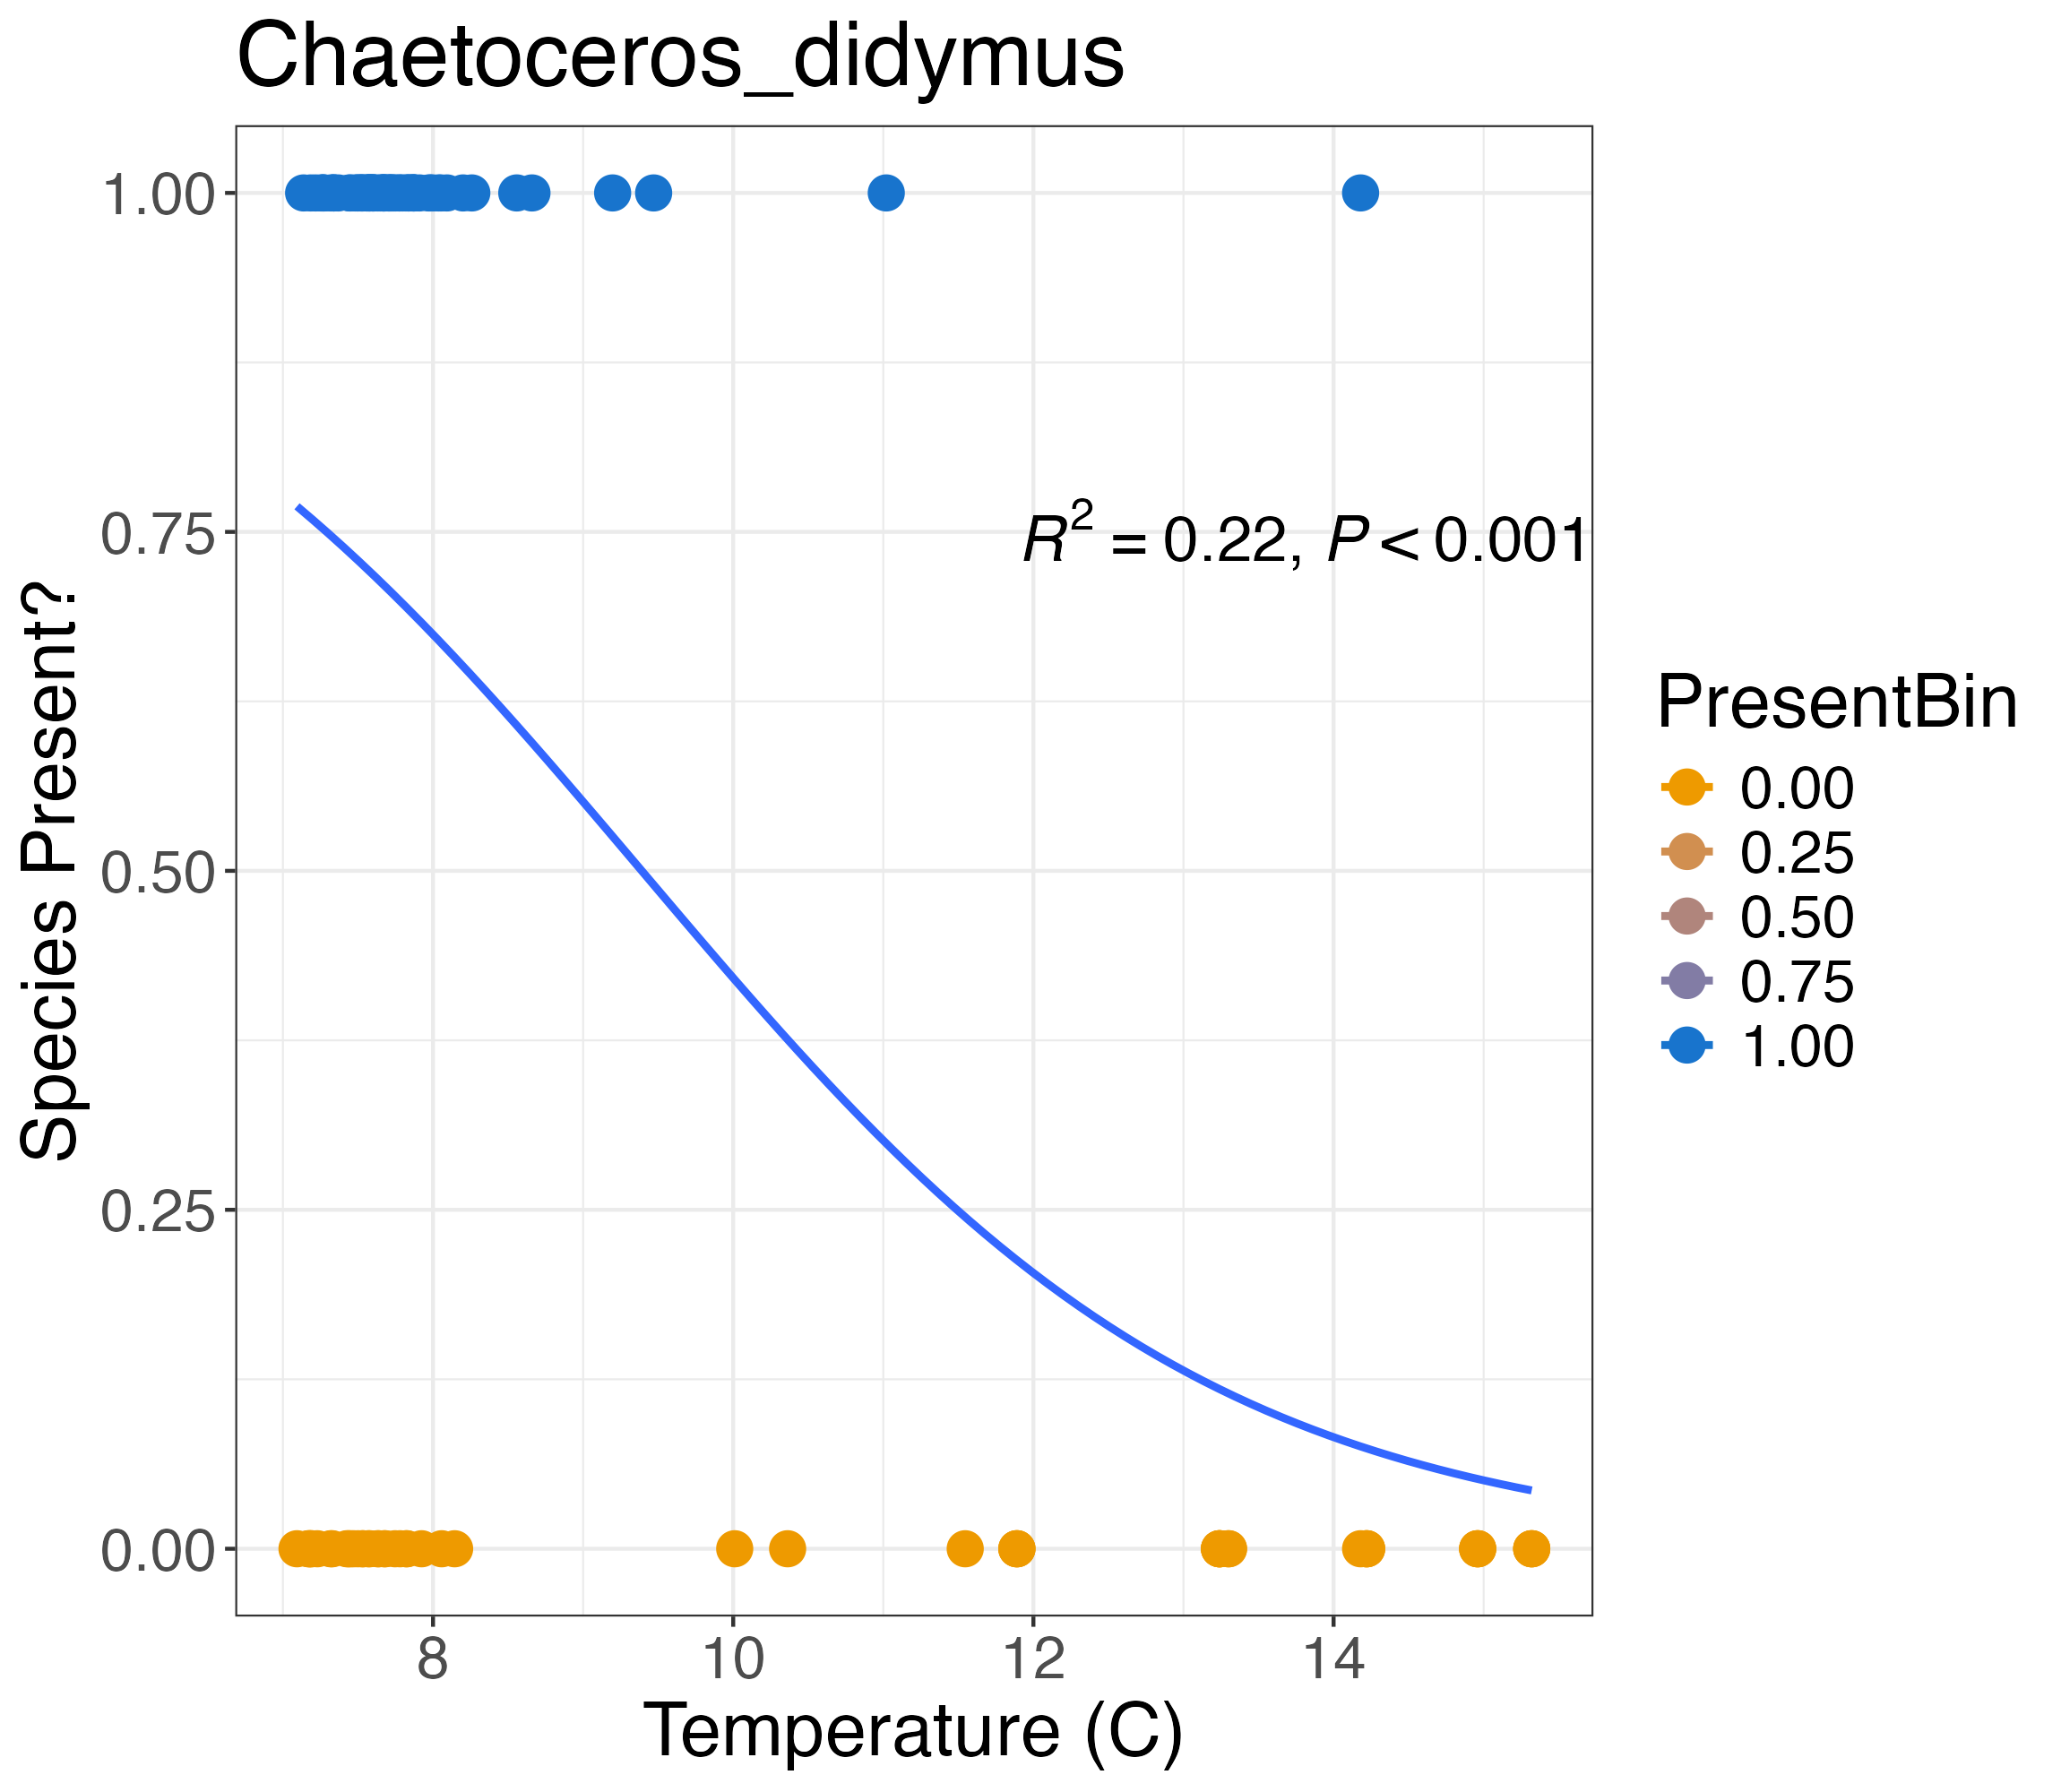 Chaetoceros_didymus
1.00
0.75
0.50
0.25
0.00
Species Present?
R² = 0.22, P < 0.001
8 10 12 14
Temperature (C)
PresentBin
0.00
0.25
0.50
0.75
1.00